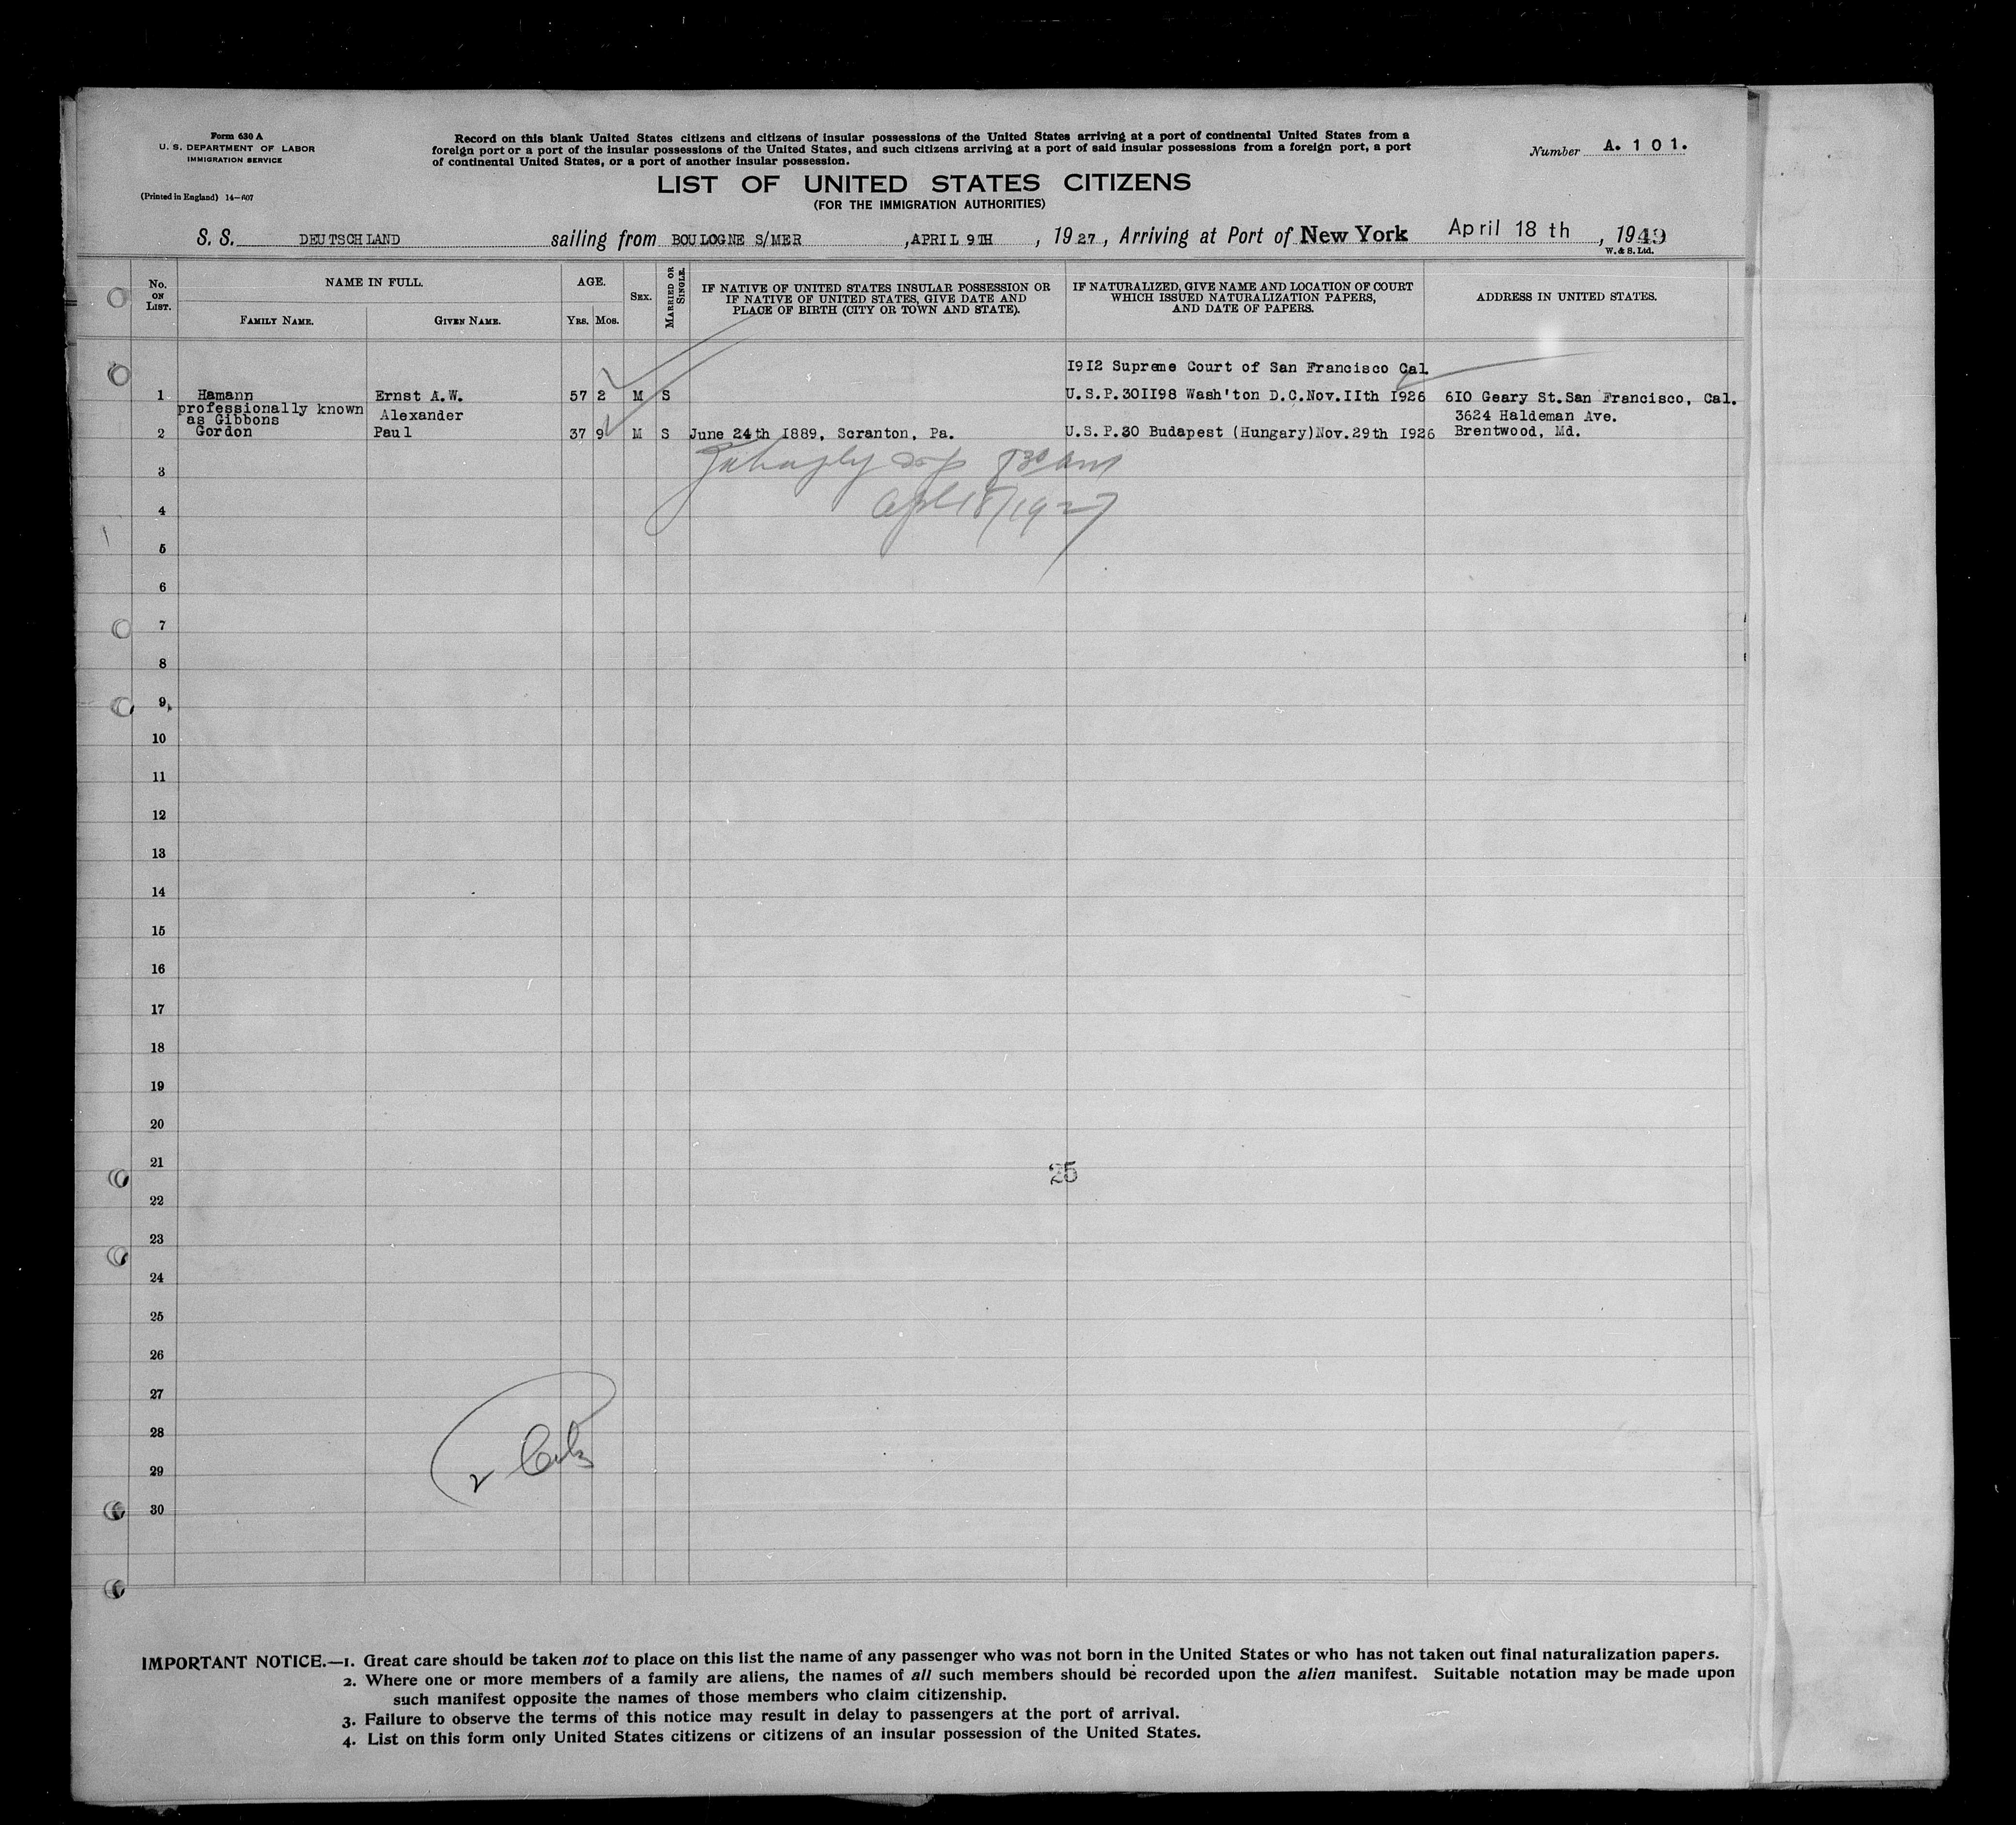 Form 630 A
U. S. DEPARTMENT OF LABOR
IMMIGRATION SERVICE
(Printed in England) 14—607
Record on this blank United States citizens and citizens of insular possessions of the United States arriving at a port of continental United States from a
foreign port or a port of the insular possessions of the United States, and such citizens arriving at a port of said insular possessions from a foreign port, a port
of continental United States, or a port of another insular possession.
Number A. 1 0 1.
LIST OF UNITED STATES CITIZENS
(FOR THE IMMIGRATION AUTHORITIES)
S. S. DEUTSCHLAND sailing from BOULOGNE S/MER ,APRIL 9TH , 1927, Arriving at Port of New York April 18 th , 1949
W. & S. Ltd.
No. ON LIST.
NAME IN FULL.
FAMILY NAME.
GIVEN NAME.
AGE.
YRS. MOS.
SEX.
MARRIED OR SINGLE.
IF NATIVE OF UNITED STATES INSULAR POSSESSION OR
IF NATIVE OF UNITED STATES, GIVE DATE AND
PLACE OF BIRTH (CITY OR TOWN AND STATE).
IF NATURALIZED, GIVE NAME AND LOCATION OF COURT
WHICH ISSUED NATURALIZATION PAPERS,
AND DATE OF PAPERS.
ADDRESS IN UNITED STATES.
1912 Supreme Court of San Francisco Cal.
1 Hamann Ernst A.W. 57 2 M S U.S.P.30II98 Wash'ton D.C.Nov.IIth I926 6I0 Geary St.San Francisco, Cal.
professionally known
as Gibbons Alexander 3624 Haldeman Ave.
2 Gordon Paul 37 9 M S June 24th I889, Scranton, Pa. U.S.P.30 Budapest (Hungary)Nov.29th I926 Brentwood, Md.
3
4 Apl 18/1927
5
6
7
8
9
10
11
12
13
14
15
16
17
18
19
20
21
25
22
23
24
25
26
27
28
29
30
IMPORTANT NOTICE.—1. Great care should be taken not to place on this list the name of any passenger who was not born in the United States or who has not taken out final naturalization papers.
2. Where one or more members of a family are aliens, the names of all such members should be recorded upon the alien manifest. Suitable notation may be made upon
such manifest opposite the names of those members who claim citizenship.
3. Failure to observe the terms of this notice may result in delay to passengers at the port of arrival.
4. List on this form only United States citizens or citizens of an insular possession of the United States.